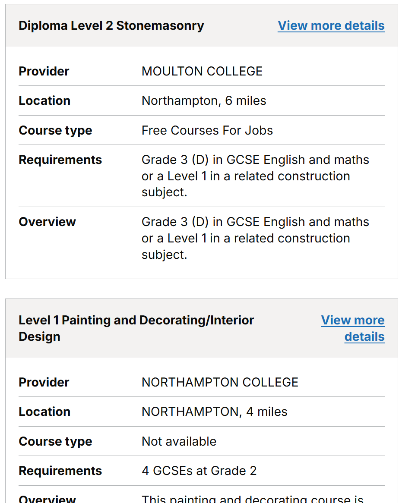 Diploma Level 2 Stonemasonry
View more details
Provider
MOULTON COLLEGE
Location
Northampton, 6 miles
Course type
Free Courses For Jobs
Requirements
Grade 3 (D) in GCSE English and maths
or a Level 1 in a related construction
subject.
Overview
Grade 3 (D) in GCSE English and maths
or a Level 1 in a related construction
subject.
Level 1 Painting and Decorating/Interior
Design
View more
details
Provider
NORTHAMPTON COLLEGE
Location
NORTHAMPTON, 4 miles
Course type
Not available
Requirements
4 GCSEs at Grade 2
Overview
This painting and decorating course is